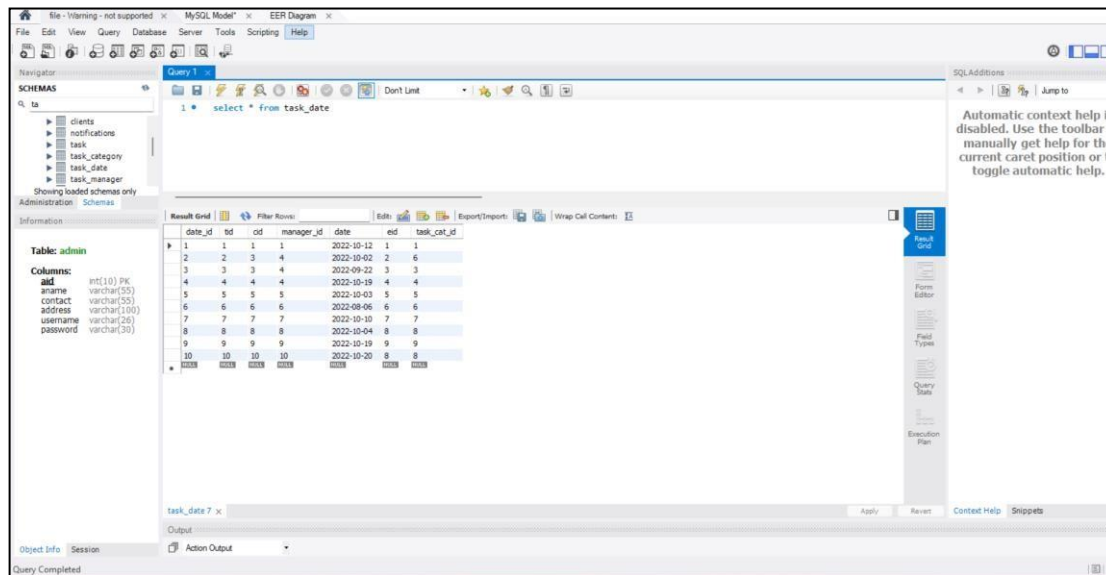 file - Warning - not supported × MySQL Model* × EER Diagram ×
File Edit View Query Database Server Tools Scripting Help
Navigator
SCHEMAS
ta
clients
notifications
task
task_category
task_date
task_manager
Showing loaded schemas only
Administration Schemas
Information
Table: admin
Columns:
aid int(10) PK
aname varchar(55)
contact varchar(55)
address varchar(100)
username varchar(26)
password varchar(30)
Object Info Session
Query 1 ×
Don't Limit
1 select * from task_date
Result Grid Filter Rows: Edit: Export/Import: Wrap Cell Content:
date_id tid cid manager_id date eid task_cat_id
1 1 1 1 2022-10-12 1 1
2 2 3 4 2022-10-02 2 6
3 3 3 4 2022-09-22 3 3
4 4 4 4 2022-10-19 4 4
5 5 5 5 2022-10-03 5 5
6 6 6 6 2022-08-06 6 6
7 7 7 7 2022-10-10 7 7
8 8 8 8 2022-10-04 8 8
9 9 9 9 2022-10-19 9 9
10 10 10 10 2022-10-20 8 8
NULL NULL NULL NULL NULL NULL NULL
Result
Grid
Form
Editor
Field
Types
Query
Stats
Execution
Plan
task_date 7 × Apply Revert
Output
Action Output
SQLAdditions
Jump to
Automatic context help i
disabled. Use the toolbar
manually get help for th
current caret position or t
toggle automatic help.
Context Help Snippets
Query Completed